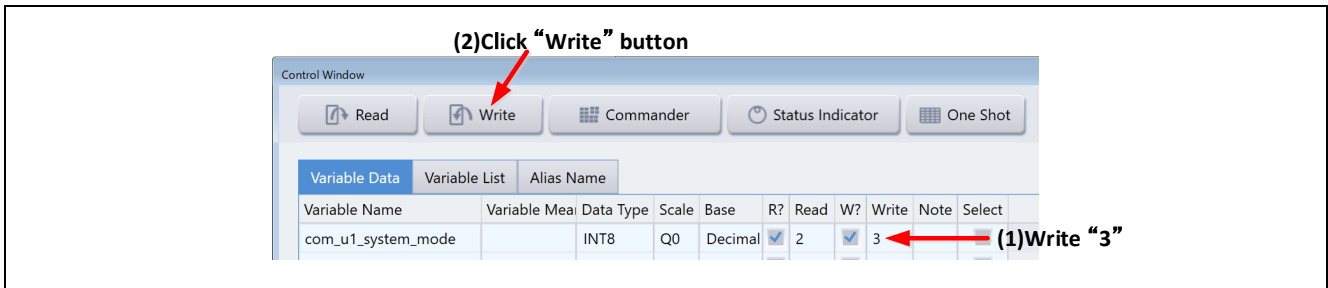 (2)Click “Write” button
Control Window
Read Write Commander Status Indicator One Shot
Variable Data Variable List Alias Name
Variable Name Variable Mea Data Type Scale Base R? Read W? Write Note Select
com_u1_system_mode INT8 Q0 Decimal 2 3
(1)Write “3”